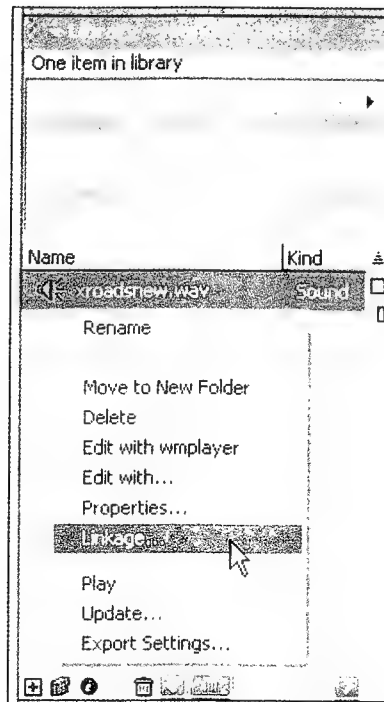 One item in library
Name Kind
xroadsnew.wav Sound
Rename
Move to New Folder
Delete
Edit with wmplayer
Edit with...
Properties...
Linkage...
Play
Update...
Export Settings...